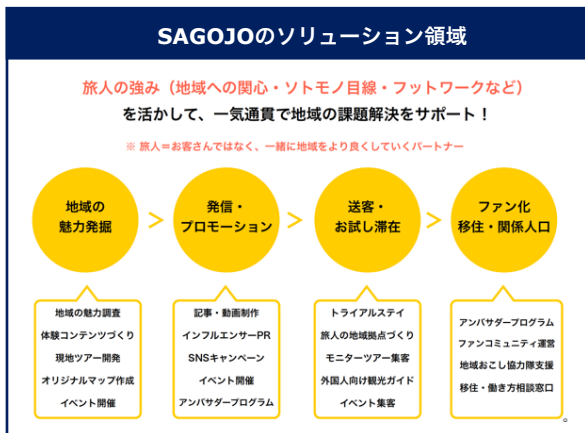 SAGOJOのソリューション領域
旅人の強み（地域への関心・ソトモノ目線・フットワークなど）
を活かして、一気通貫で地域の課題解決をサポート！
※ 旅人＝お客さんではなく、一緒に地域をより良くしていくパートナー
地域の
魅力発掘
>
発信・
プロモーション
>
送客・
お試し滞在
>
ファン化
移住・関係人口
地域の魅力調査
体験コンテンツづくり
現地ツアー開発
オリジナルマップ作成
イベント開催
記事・動画制作
インフルエンサーPR
SNSキャンペーン
イベント開催
アンバサダープログラム
トライアルステイ
旅人の地域拠点づくり
モニターツアー集客
外国人向け観光ガイド
イベント集客
アンバサダープログラム
ファンコミュニティ運営
地域おこし協力隊支援
移住・働き方相談窓口
。